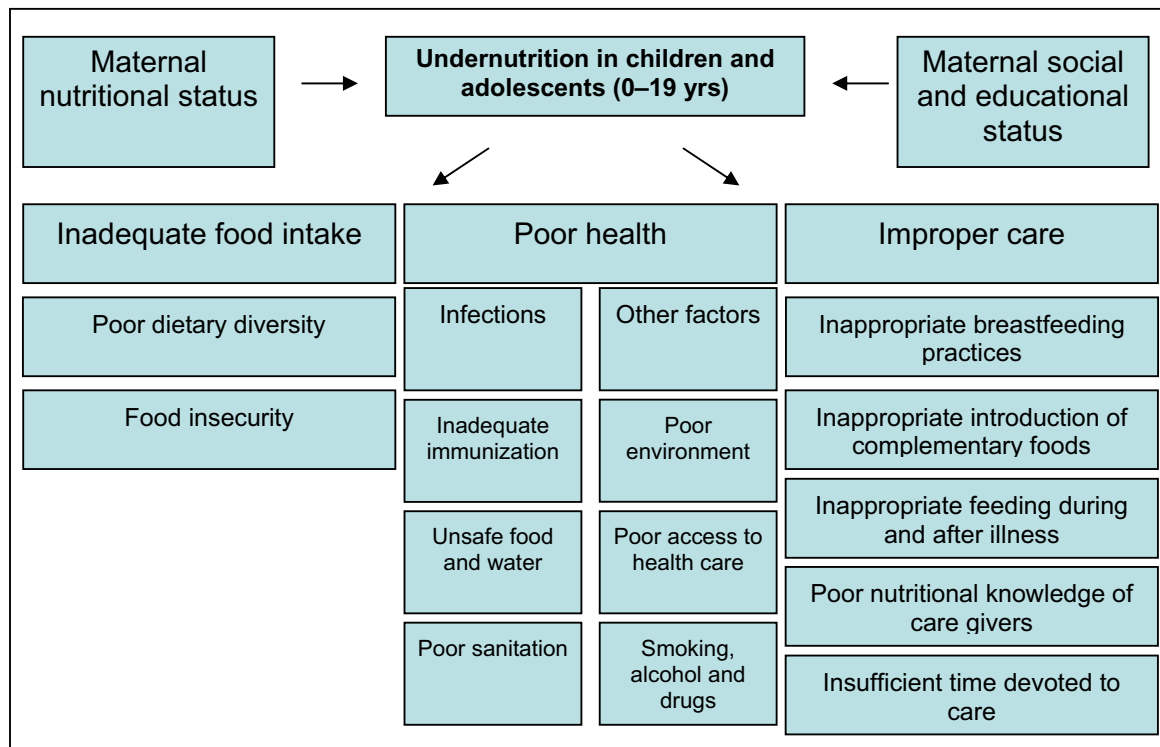 Maternal
nutritional status
Undernutrition in children and
adolescents (0–19 yrs)
Maternal social
and educational
status
Inadequate food intake
Poor health
Improper care
Poor dietary diversity
Food insecurity
Infections
Inadequate
immunization
Unsafe food
and water
Poor sanitation
Other factors
Poor
environment
Poor access to
health care
Smoking,
alcohol and
drugs
Inappropriate breastfeeding
practices
Inappropriate introduction of
complementary foods
Inappropriate feeding during
and after illness
Poor nutritional knowledge of
care givers
Insufficient time devoted to
care